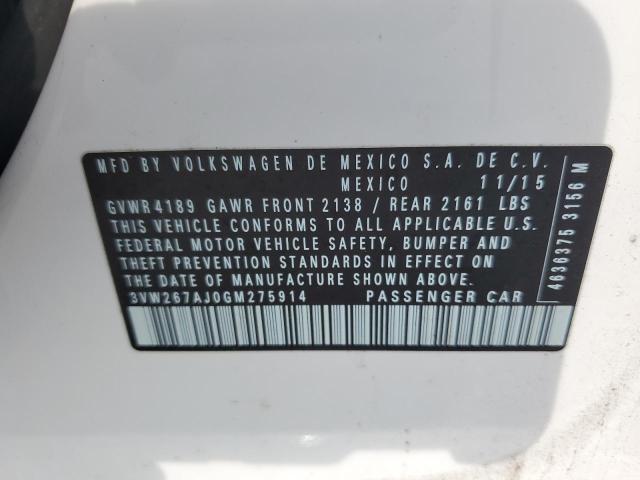 MFD BY VOLKSWAGEN DE MEXICO S.A. DE C.V.
MEXICO 11/15
GVWR 4189 GAWR FRONT 2138 / REAR 2161 LBS
THIS VEHICLE CONFORMS TO ALL APPLICABLE U.S.
FEDERAL MOTOR VEHICLE SAFETY, BUMPER AND
THEFT PREVENTION STANDARDS IN EFFECT ON
THE DATE OF MANUFACTURE SHOWN ABOVE.
3VW267AJ0GM275914 PASSENGER CAR
4636375 3156 M